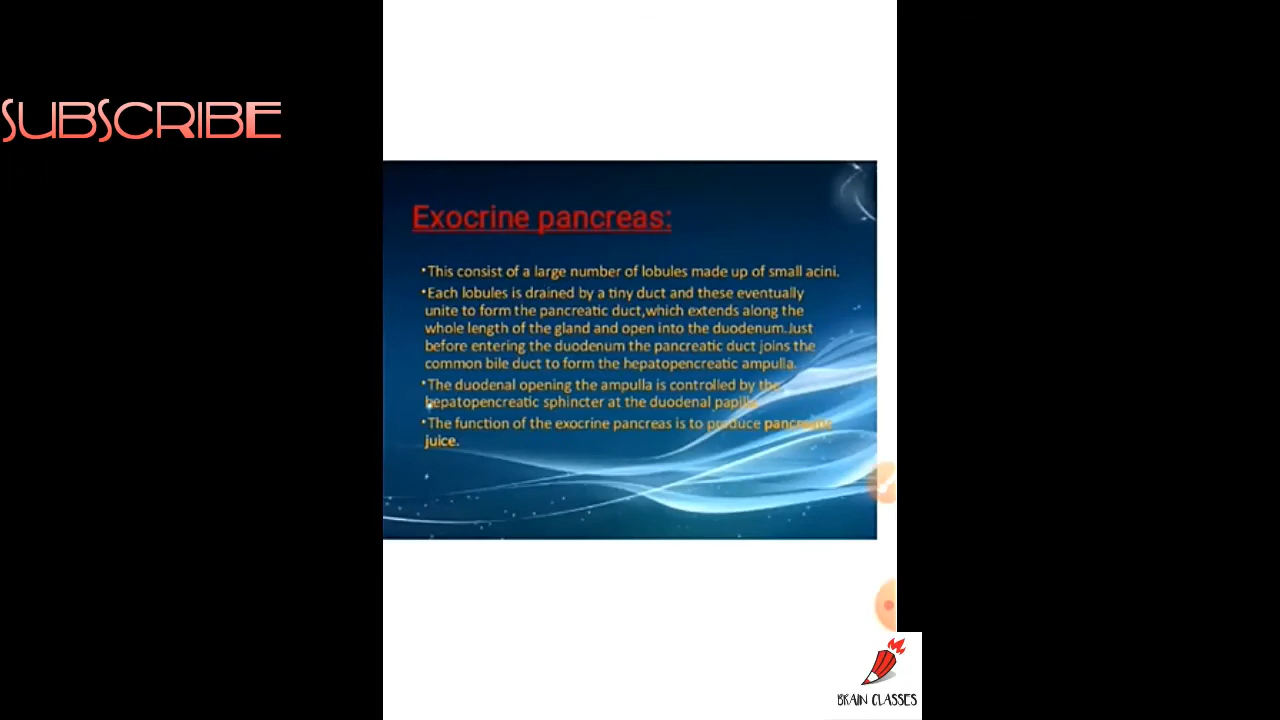 SUBSCRIBE
Exocrine pancreas:
•This consist of a large number of lobules made up of small acini.
•Each lobules is drained by a tiny duct and these eventually
unite to form the pancreatic duct,which extends along the
whole length of the gland and open into the duodenum.Just
before entering the duodenum the pancreatic duct joins the
common bile duct to form the hepatopencreatic ampulla.
•The duodenal opening the ampulla is controlled by the
hepatopencreatic sphincter at the duodenal papilla.
•The function of the exocrine pancreas is to produce pancreatic
juice.
BRAIN CLASSES